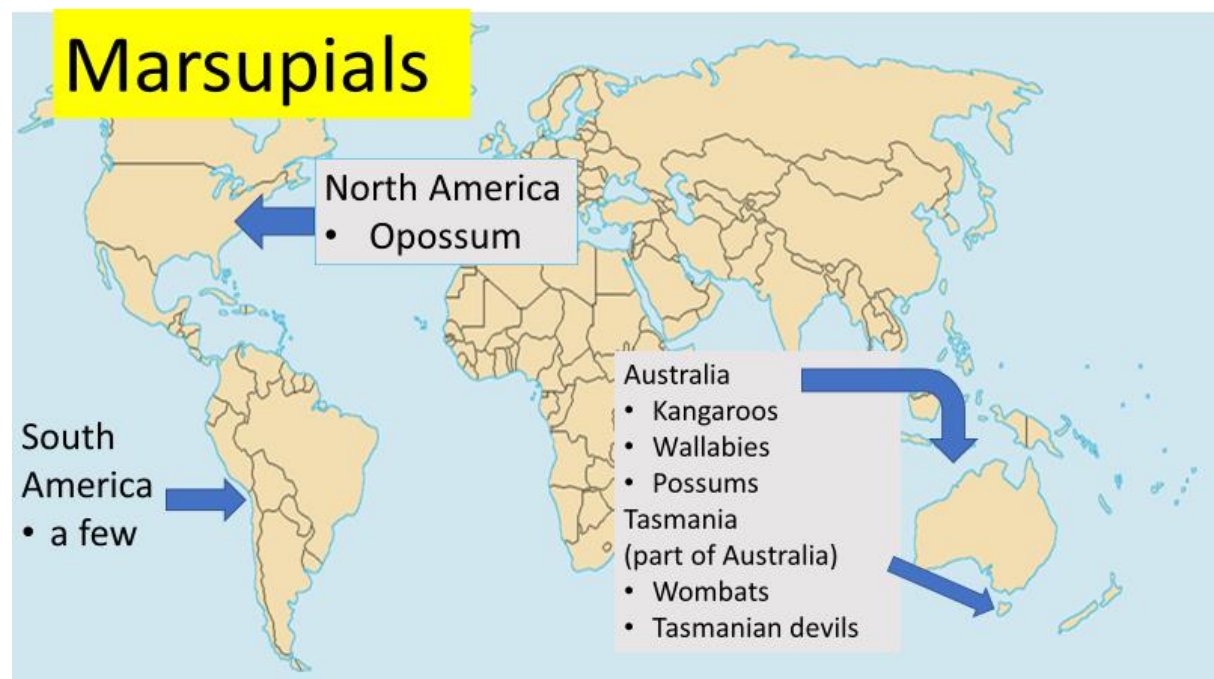 Marsupials
North America
• Opossum
South
America
• a few
Australia
• Kangaroos
• Wallabies
• Possums
Tasmania
(part of Australia)
• Wombats
• Tasmanian devils